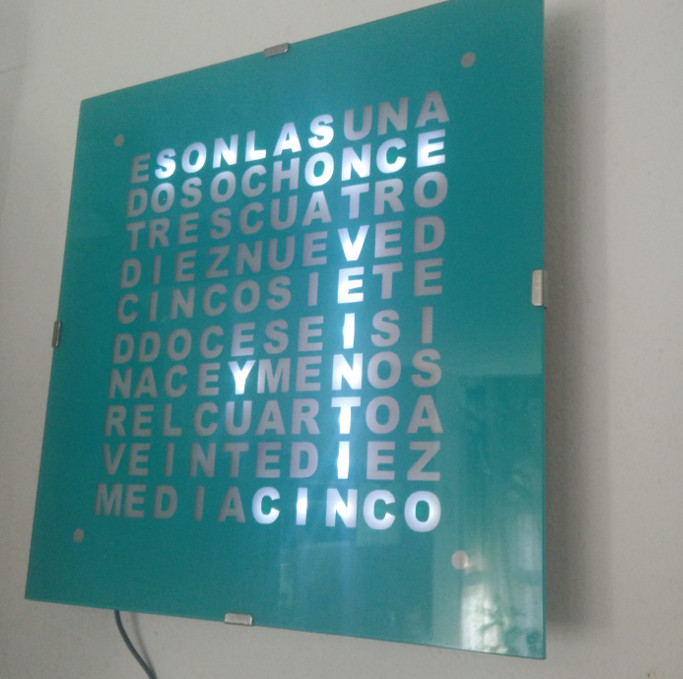 ESONLASUNA
DOSOCHONCE
TRESCUATRO
DIEZNUEVED
CINCOSIETE
DDOCESEISI
NACEYMENOS
RELCUARTOA
VEINTEDIEZ
MEDIACINCO